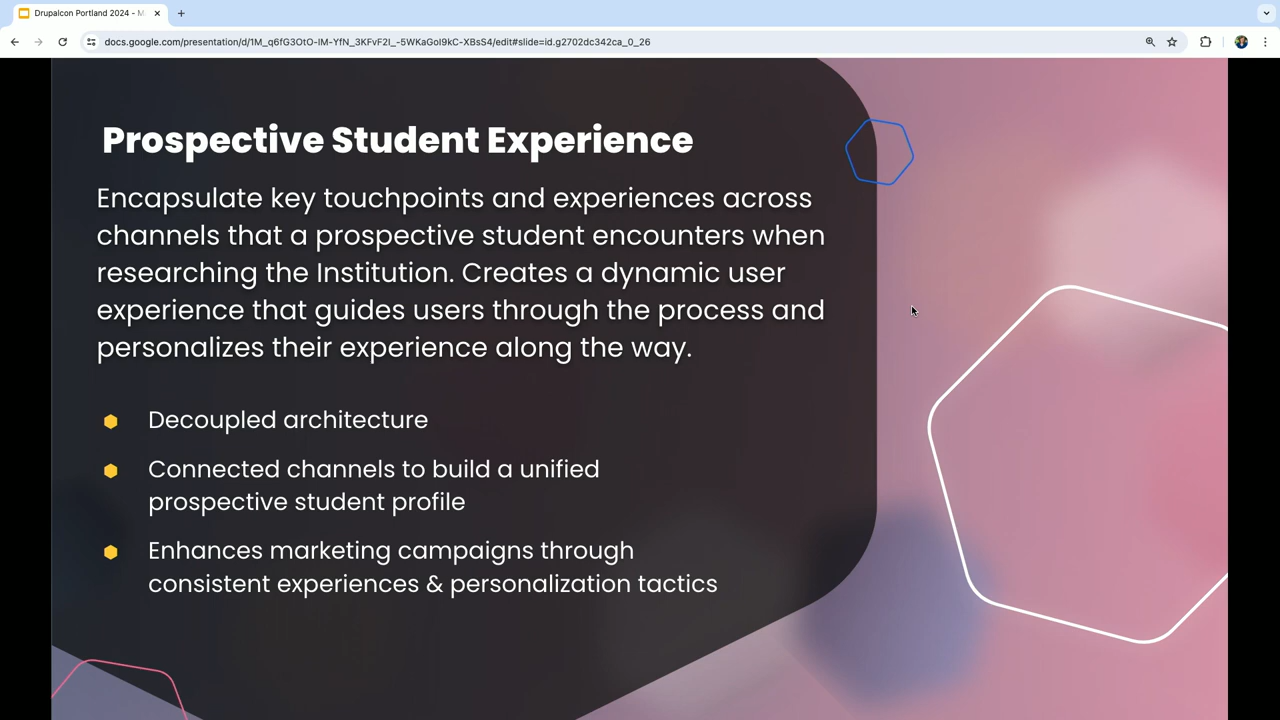 Drupalcon Portland 2024 - M
docs.google.com/presentation/d/1M_q6fG3OtO-IM-YfN_3KFvF2I_-5WKaGoI9kC-XBsS4/edit#slide=id.g2702dc342ca_0_26
Prospective Student Experience
Encapsulate key touchpoints and experiences across
channels that a prospective student encounters when
researching the Institution. Creates a dynamic user
experience that guides users through the process and
personalizes their experience along the way.
Decoupled architecture
Connected channels to build a unified
prospective student profile
Enhances marketing campaigns through
consistent experiences & personalization tactics